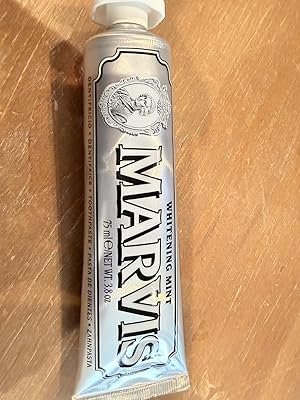 WHITENING MINT
MARVIS
75 ml e NET WT. 3.8 oz.
DENTIFRICIO • DENTIFRICE • TOOTHPASTE • PASTA DE DIENTES • ZAHNPASTA